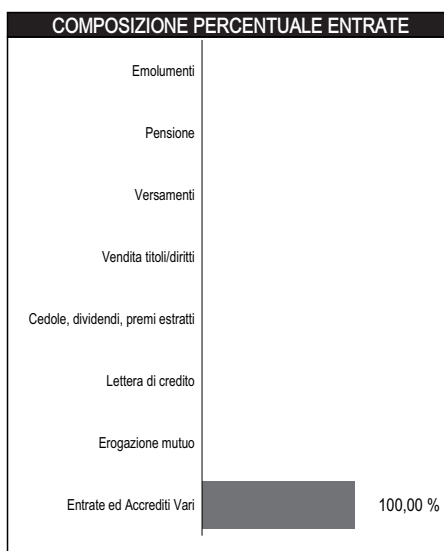 COMPOSIZIONE PERCENTUALE ENTRATE
Emolumenti
Pensione
Versamenti
Vendita titoli/diritti
Cedole, dividendi, premi estratti
Lettera di credito
Erogazione mutuo
Entrate ed Accrediti Vari 100,00 %